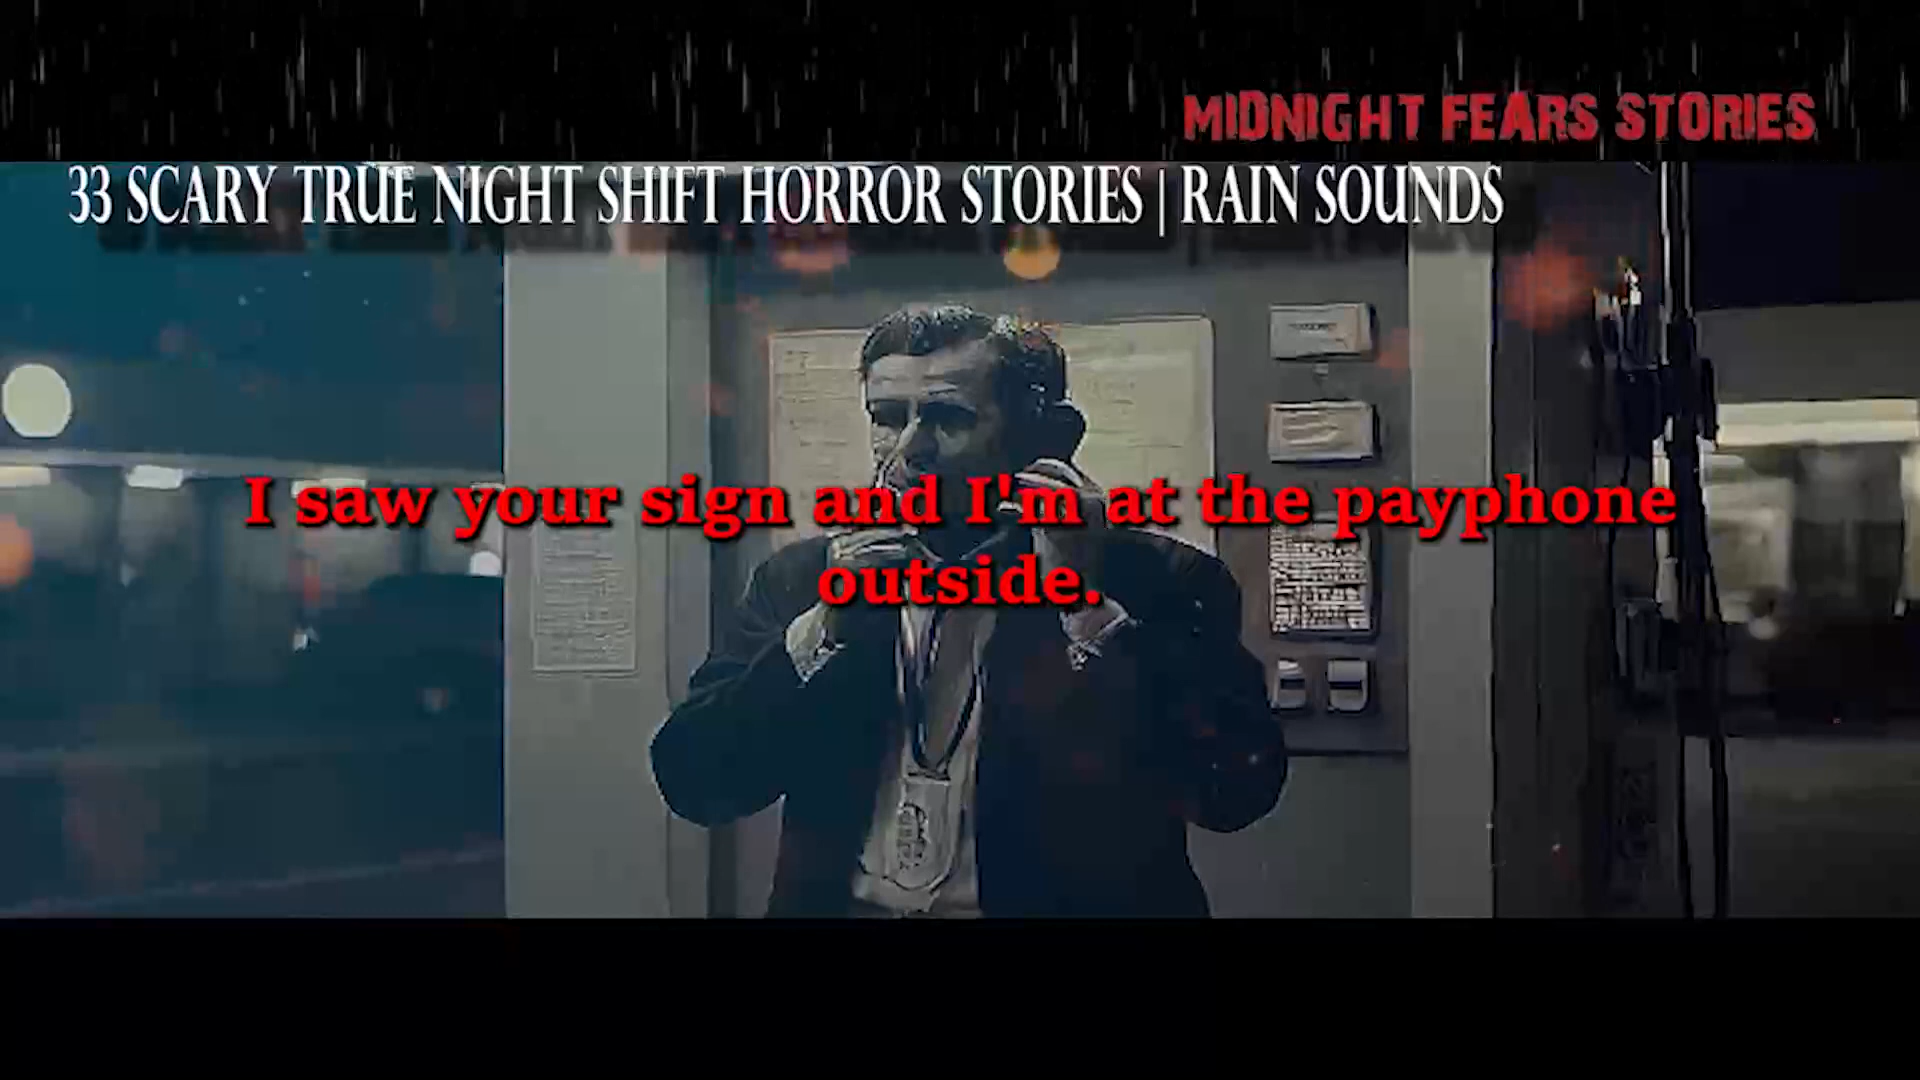 MIDNIGHT FEARS STORIES
33 SCARY TRUE NIGHT SHIFT HORROR STORIES | RAIN SOUNDS
I saw your sign and I'm at the payphone
outside.